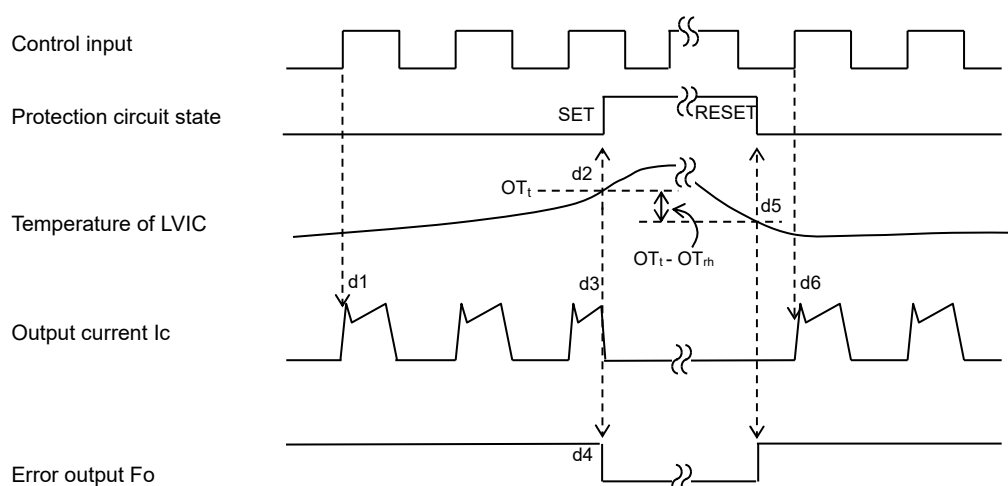 Control input
Protection circuit state
SET
RESET
d2
OTt
d5
Temperature of LVIC
OTt - OTrh
d1
d3
d6
Output current Ic
d4
Error output Fo